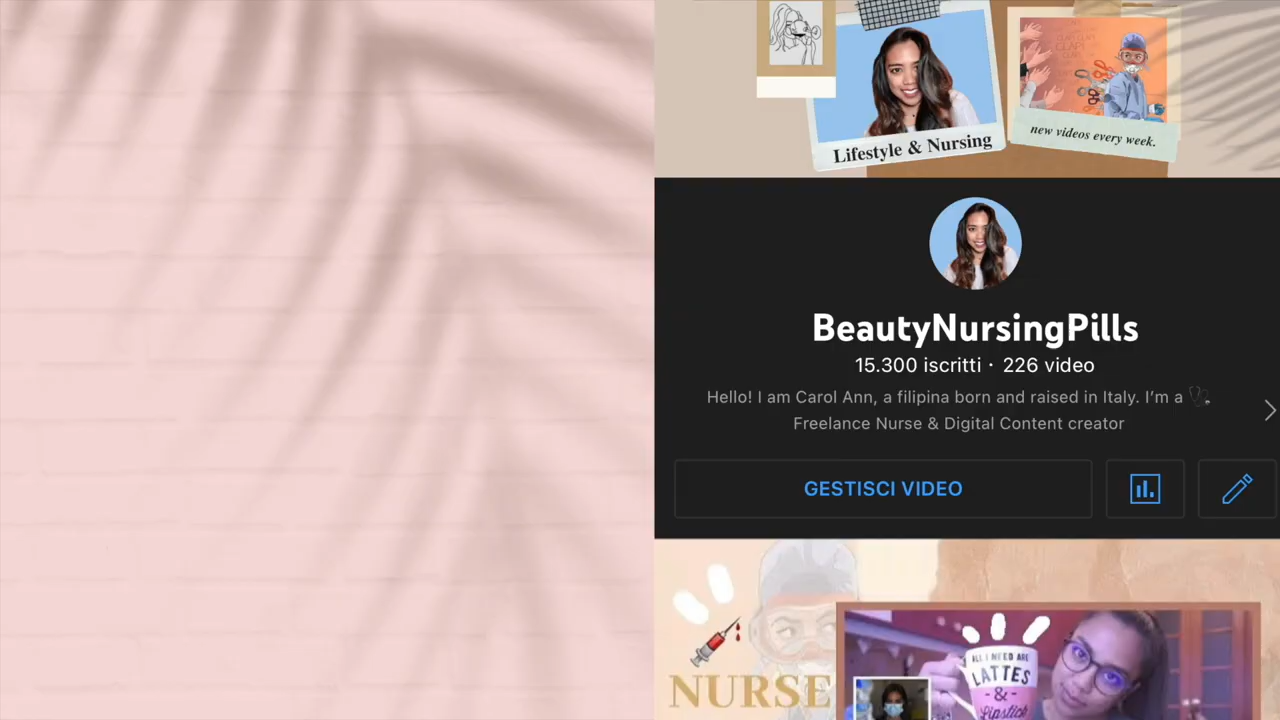 Lifestyle & Nursing
new videos every week.
BeautyNursingPills
15.300 iscritti · 226 video
Hello! I am Carol Ann, a filipina born and raised in Italy. I'm a 🩺
Freelance Nurse & Digital Content creator
GESTISCI VIDEO
NURSE
ALL I NEED ARE
LATTES
-&-
Lipstick